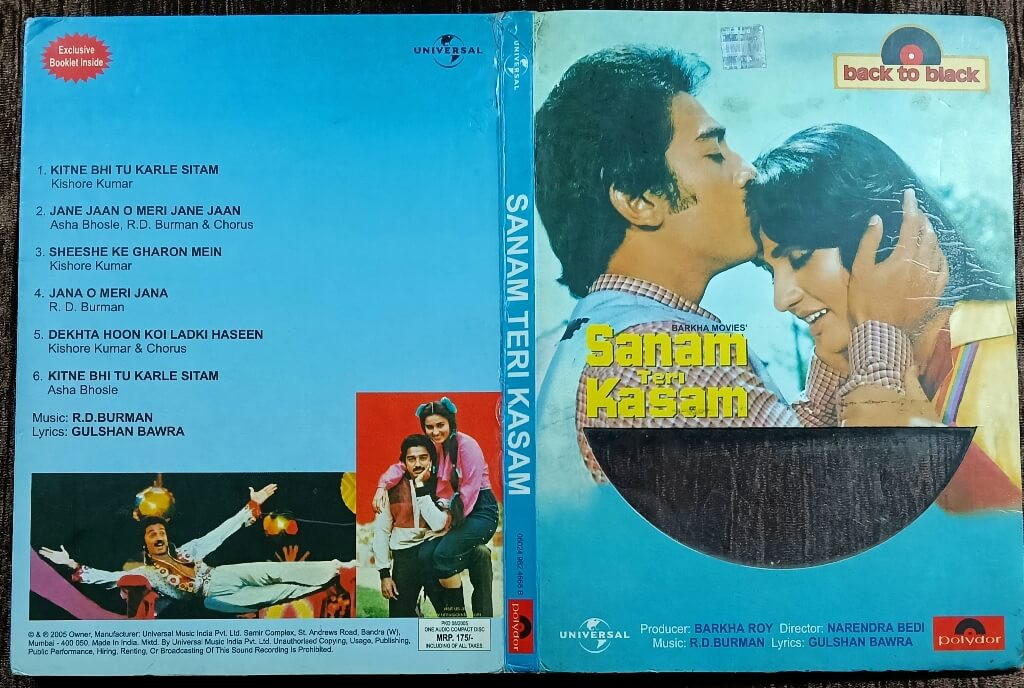 Exclusive
Booklet Inside
UNIVERSAL
1. KITNE BHI TU KARLE SITAM
Kishore Kumar
2. JANE JAAN O MERI JANE JAAN
Asha Bhosle, R.D. Burman & Chorus
3. SHEESHE KE GHARON MEIN
Kishore Kumar
4. JANA O MERI JANA
R. D. Burman
5. DEKHTA HOON KOI LADKI HASEEN
Kishore Kumar & Chorus
6. KITNE BHI TU KARLE SITAM
Asha Bhosle
Music: R.D.BURMAN
Lyrics: GULSHAN BAWRA
© & ℗ 2005 Owner, Manufacturer: Universal Music India Pvt. Ltd. Samir Complex, St. Andrews Road, Bandra (W),
Mumbai - 400 050. Made In India. Mktd. By Universal Music India Pvt. Ltd. Unauthorised Copying, Usage, Publishing,
Public Performance, Hiring, Renting, Or Broadcasting Of This Sound Recording Is Prohibited.
PKD 08/2005
ONE AUDIO COMPACT DISC
MRP. 175/-
INCLUDING OF ALL TAXES.
UNIVERSAL
SANAM TERI KASAM
polydor
back to black
BARKHA MOVIES'
Sanam
Teri
Kasam
UNIVERSAL
Producer: BARKHA ROY Director: NARENDRA BEDI
Music: R.D.BURMAN Lyrics: GULSHAN BAWRA
polydor